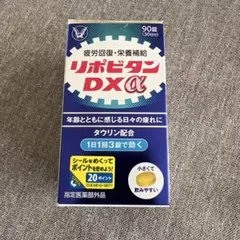 90錠
疲労回復・栄養補給
リポビタン
DXα
年齢とともに感じる日々の疲れに
タウリン配合
1日1回3錠で効く
シールをめくって
ポイントを貯めよう!
20ポイント
小さくて
飲みやすい
指定医薬部外品